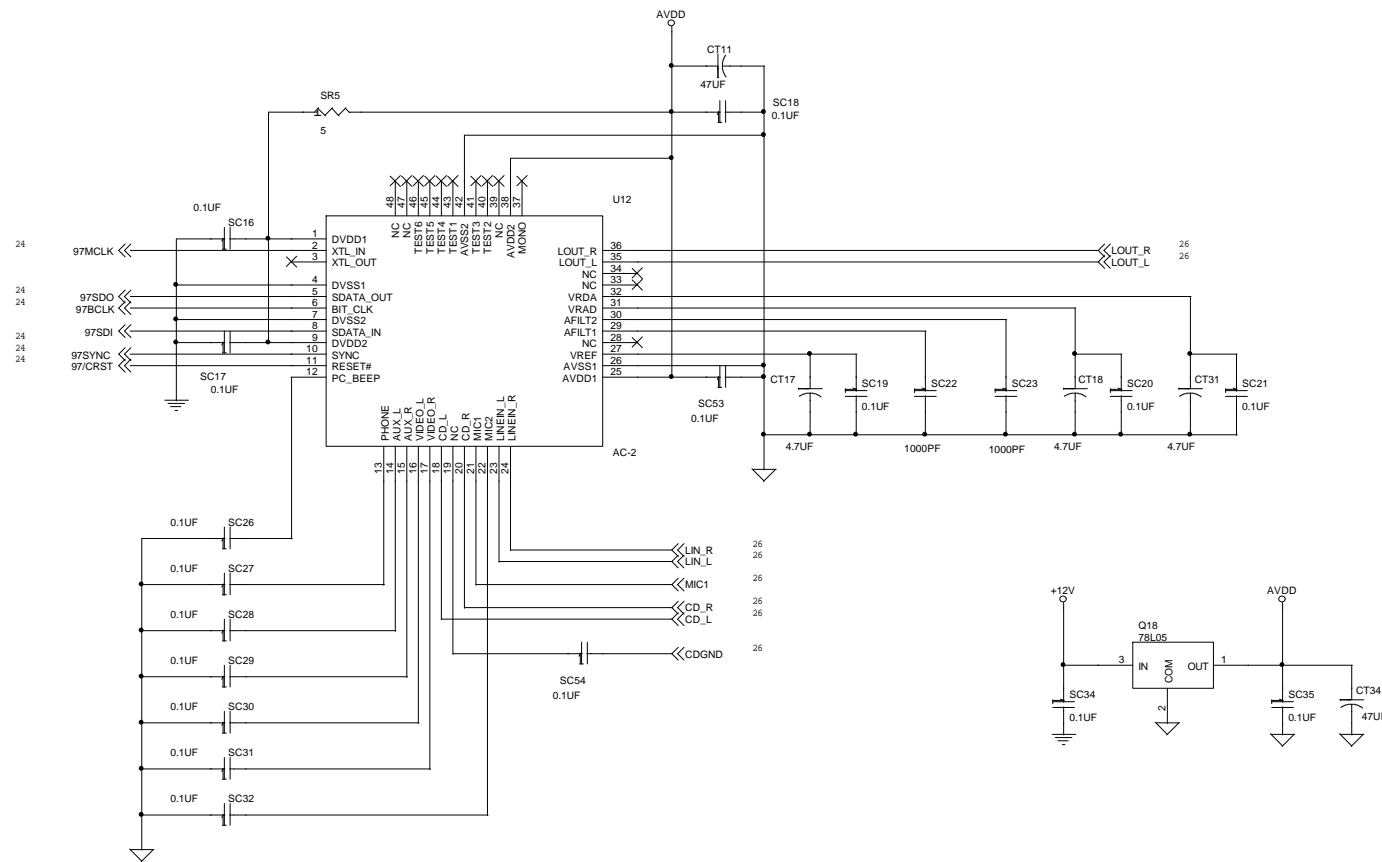 AVDD
CT11
47UF
SR5
5
SC18
0.1UF
U12
0.1UF
SC16
48 47 46 45 44 43 42 41 40 39 38 37
NC NC TEST6 TEST5 TEST4 TEST1 AVSS2 TEST3 TEST2 NC AVDD2 MONO
24 97MCLK
24 97SDO
24 97BCLK
24 97SDI
24
24 97SYNC
24 97/CRST
1 DVDD1
2 XTL_IN
3 XTL_OUT
4 DVSS1
5 SDATA_OUT
6 BIT_CLK
7 DVSS2
8 SDATA_IN
9 DVDD2
10 SYNC
11 RESET#
12 PC_BEEP
SC17
0.1UF
LOUT_R 36
LOUT_L 35
NC 34
NC 33
VRDA 32
VRAD 31
AFILT2 30
AFILT1 29
NC 28
VREF 27
AVSS1 26
AVDD1 25
LOUT_R 26
LOUT_L 26
SC53
0.1UF
CT17
4.7UF
SC19
0.1UF
SC22
1000PF
SC23
1000PF
CT18
4.7UF
SC20
0.1UF
CT31
4.7UF
SC21
0.1UF
PHONE AUX_L AUX_R VIDEO_L VIDEO_R CD_L NC CD_R MIC1 MIC2 LINEIN_L LINEIN_R
13 14 15 16 17 18 19 20 21 22 23 24
AC-2
0.1UF SC26
0.1UF SC27
0.1UF SC28
0.1UF SC29
0.1UF SC30
0.1UF SC31
0.1UF SC32
LIN_R 26
LIN_L 26
MIC1 26
CD_R 26
CD_L 26
CDGND 26
SC54
0.1UF
+12V
AVDD
Q18
78L05
3 IN COM OUT 1
2
SC34
0.1UF
SC35
0.1UF
CT34
47U